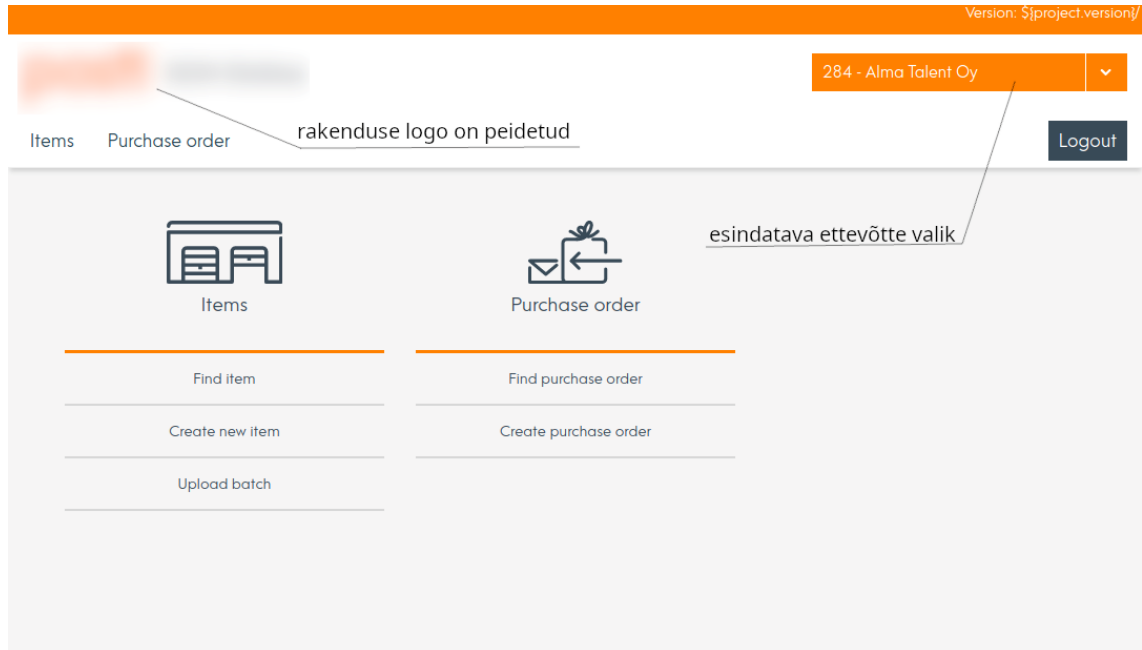 Version: ${project.version}/
284 - Alma Talent Oy
rakenduse logo on peidetud
Items
Purchase order
Logout
esindatava ettevõtte valik
Items
Purchase order
Find item
Find purchase order
Create new item
Create purchase order
Upload batch